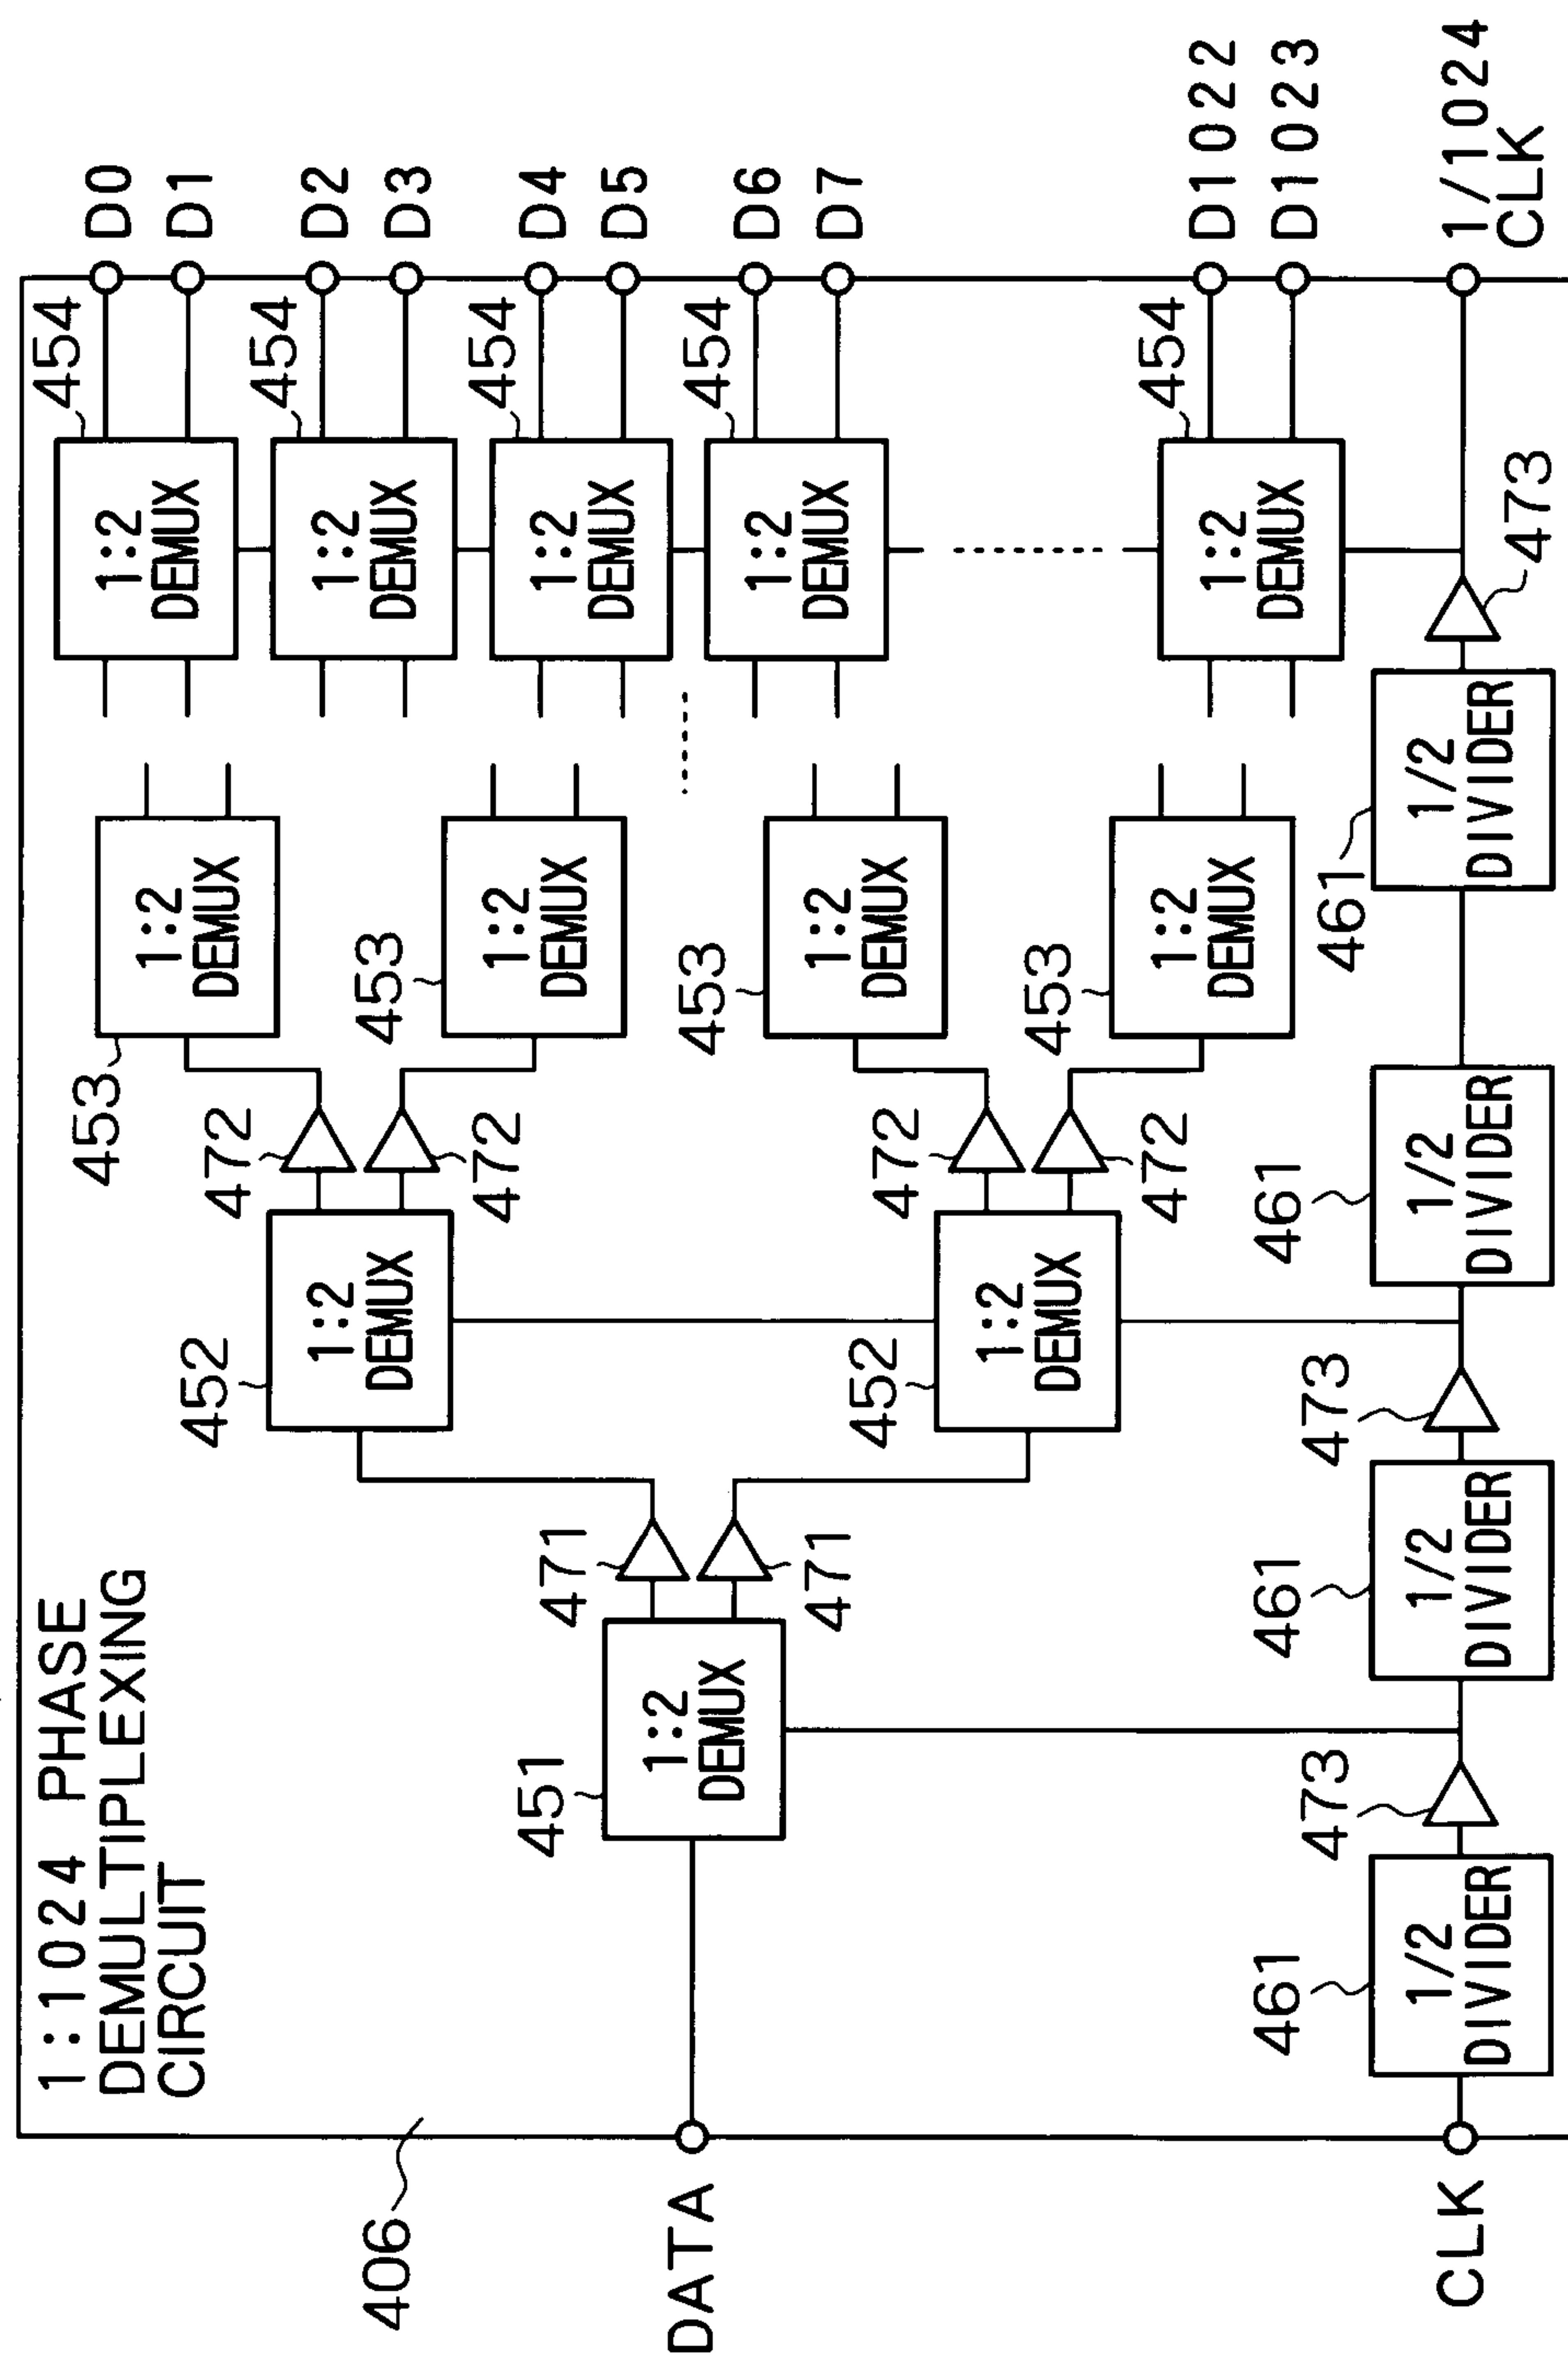 1:1024 PHASE
DEMULTIPLEXING
CIRCUIT
406
DATA
CLK
451
1:2
DEMUX
471
471
452
1:2
DEMUX
452
1:2
DEMUX
472
472
472
472
453
1:2
DEMUX
453
1:2
DEMUX
453
1:2
DEMUX
453
1:2
DEMUX
454
1:2
DEMUX
454
1:2
DEMUX
454
1:2
DEMUX
454
1:2
DEMUX
454
1:2
DEMUX
D0
D1
D2
D3
D4
D5
D6
D7
D1022
D1023
461
1/2
DIVIDER
473
461
1/2
DIVIDER
473
461
1/2
DIVIDER
461
1/2
DIVIDER
473
1/1024
CLK